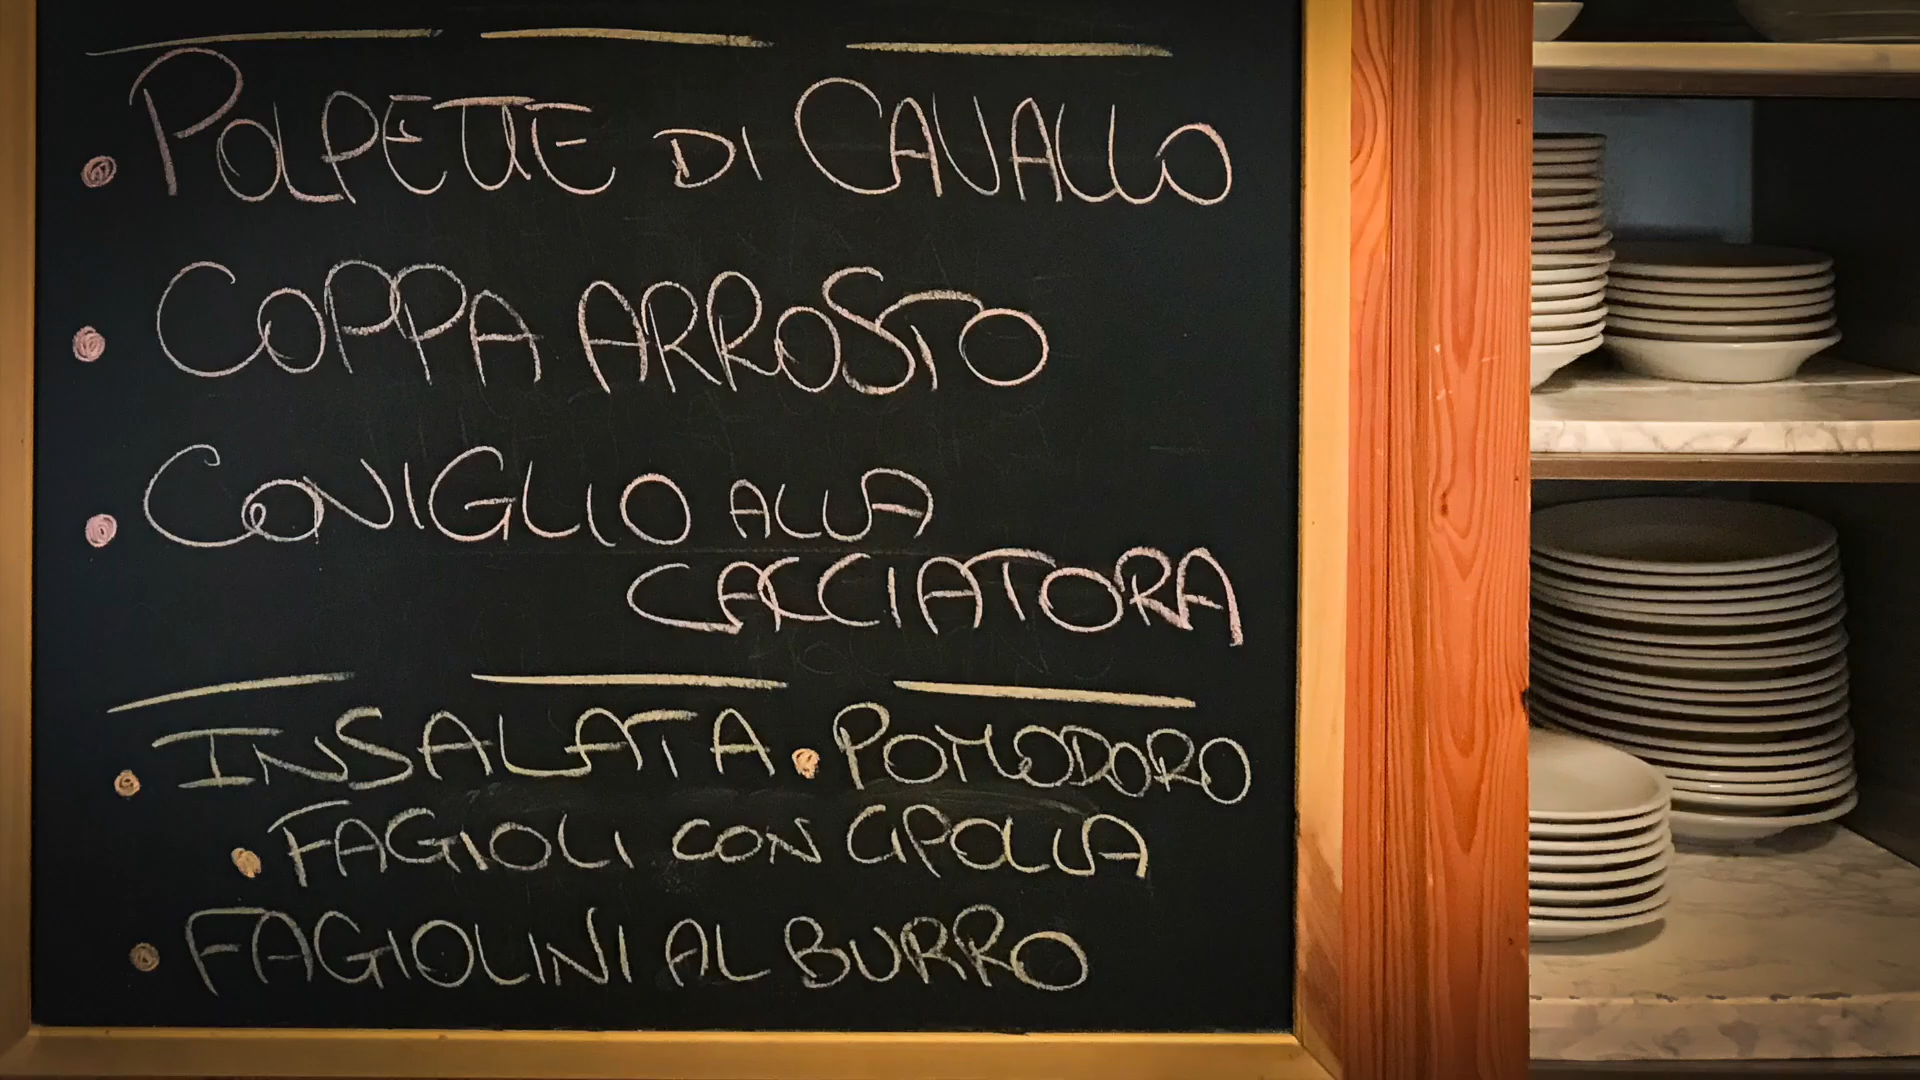 • POLPETTE DI CAVALLO
• COPPA ARROSTO
• CONIGLIO ALLA
CACCIATORA
• INSALATA • POMODORO
• FAGIOLI CON CIPOLLA
• FAGIOLINI AL BURRO